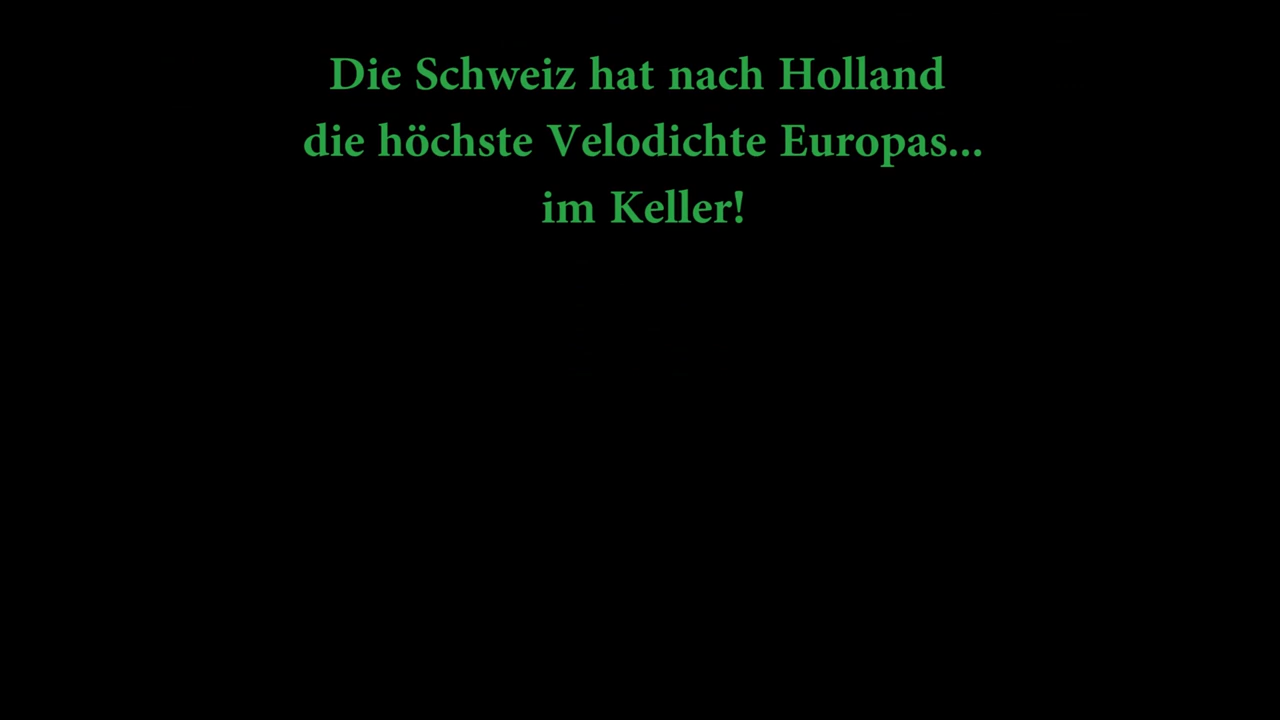 Die Schweiz hat nach Holland
die höchste Velodichte Europas...
im Keller!